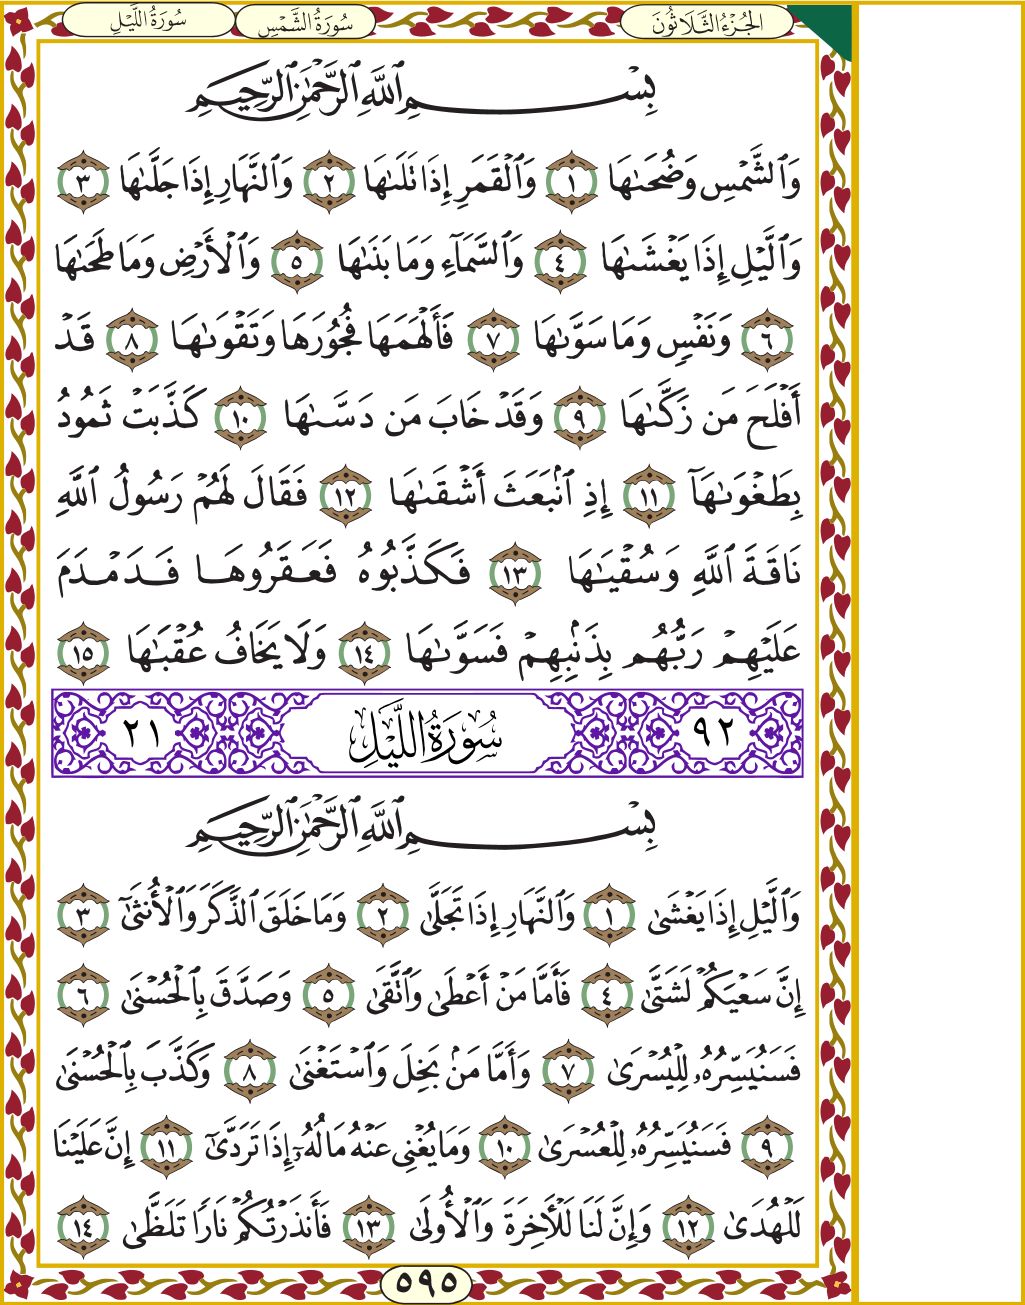 الجُزْءُ الثَّلَاثُونَ سُورَةُ الشَّمْسِ سُورَةُ اللَّيْلِ
بِسْمِ ٱللَّهِ ٱلرَّحْمَٰنِ ٱلرَّحِيمِ
وَٱلشَّمْسِ وَضُحَىٰهَا ١ وَٱلْقَمَرِ إِذَا تَلَىٰهَا ٢ وَٱلنَّهَارِ إِذَا جَلَّىٰهَا ٣
وَٱلَّيْلِ إِذَا يَغْشَىٰهَا ٤ وَٱلسَّمَآءِ وَمَا بَنَىٰهَا ٥ وَٱلْأَرْضِ وَمَا طَحَىٰهَا
٦ وَنَفْسٍ وَمَا سَوَّىٰهَا ٧ فَأَلْهَمَهَا فُجُورَهَا وَتَقْوَىٰهَا ٨ قَدْ
أَفْلَحَ مَن زَكَّىٰهَا ٩ وَقَدْ خَابَ مَن دَسَّىٰهَا ١٠ كَذَّبَتْ ثَمُودُ
بِطَغْوَىٰهَآ ١١ إِذِ ٱنۢبَعَثَ أَشْقَىٰهَا ١٢ فَقَالَ لَهُمْ رَسُولُ ٱللَّهِ
نَاقَةَ ٱللَّهِ وَسُقْيَٰهَا ١٣ فَكَذَّبُوهُ فَعَقَرُوهَا فَدَمْدَمَ
عَلَيْهِمْ رَبُّهُم بِذَنۢبِهِمْ فَسَوَّىٰهَا ١٤ وَلَا يَخَافُ عُقْبَٰهَا ١٥
٩٢ سُورَةُ اللَّيْلِ ٢١
بِسْمِ ٱللَّهِ ٱلرَّحْمَٰنِ ٱلرَّحِيمِ
وَٱلَّيْلِ إِذَا يَغْشَىٰ ١ وَٱلنَّهَارِ إِذَا تَجَلَّىٰ ٢ وَمَا خَلَقَ ٱلذَّكَرَ وَٱلْأُنثَىٰٓ ٣
إِنَّ سَعْيَكُمْ لَشَتَّىٰ ٤ فَأَمَّا مَنْ أَعْطَىٰ وَٱتَّقَىٰ ٥ وَصَدَّقَ بِٱلْحُسْنَىٰ ٦
فَسَنُيَسِّرُهُۥ لِلْيُسْرَىٰ ٧ وَأَمَّا مَنۢ بَخِلَ وَٱسْتَغْنَىٰ ٨ وَكَذَّبَ بِٱلْحُسْنَىٰ
٩ فَسَنُيَسِّرُهُۥ لِلْعُسْرَىٰ ١٠ وَمَا يُغْنِي عَنْهُ مَالُهُۥٓ إِذَا تَرَدَّىٰٓ ١١ إِنَّ عَلَيْنَا
لَلْهُدَىٰ ١٢ وَإِنَّ لَنَا لَلْـَٔاخِرَةَ وَٱلْأُولَىٰ ١٣ فَأَنذَرْتُكُمْ نَارًا تَلَظَّىٰ ١٤
٥٩٥